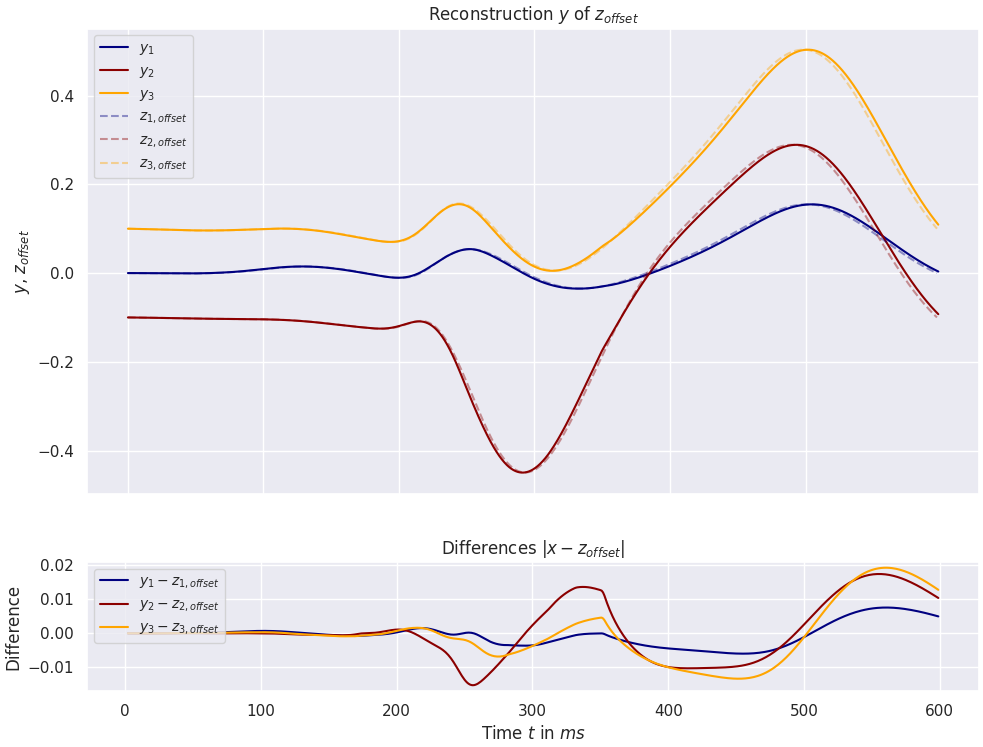 Reconstruction y of z_offset
y, z_offset
y_1
y_2
y_3
z_1,offset
z_2,offset
z_3,offset
0.4
0.2
0.0
−0.2
−0.4
Differences |x − z_offset|
Difference
y_1 − z_1,offset
y_2 − z_2,offset
y_3 − z_3,offset
0.02
0.01
0.00
−0.01
0 100 200 300 400 500 600
Time t in ms